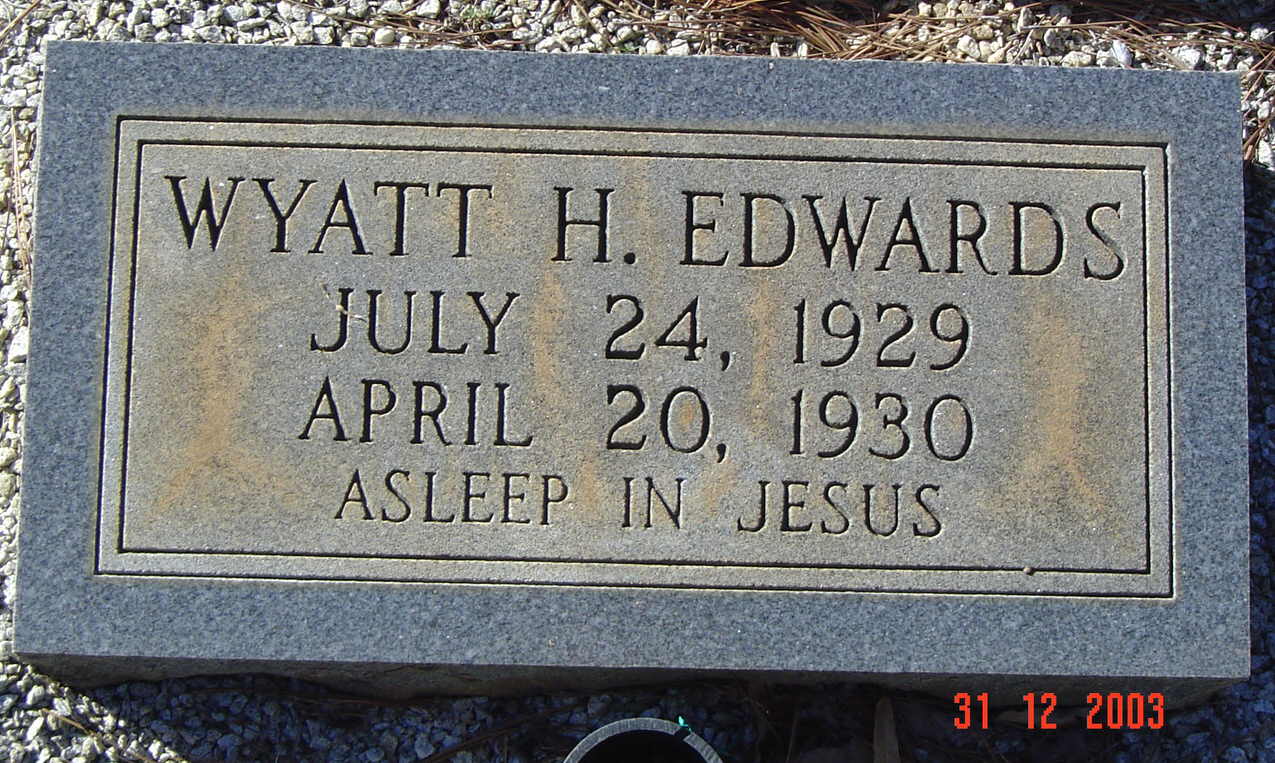 WYATT H. EDWARDS
JULY 24, 1929
APRIL 20, 1930
ASLEEP IN JESUS
31 12 2003